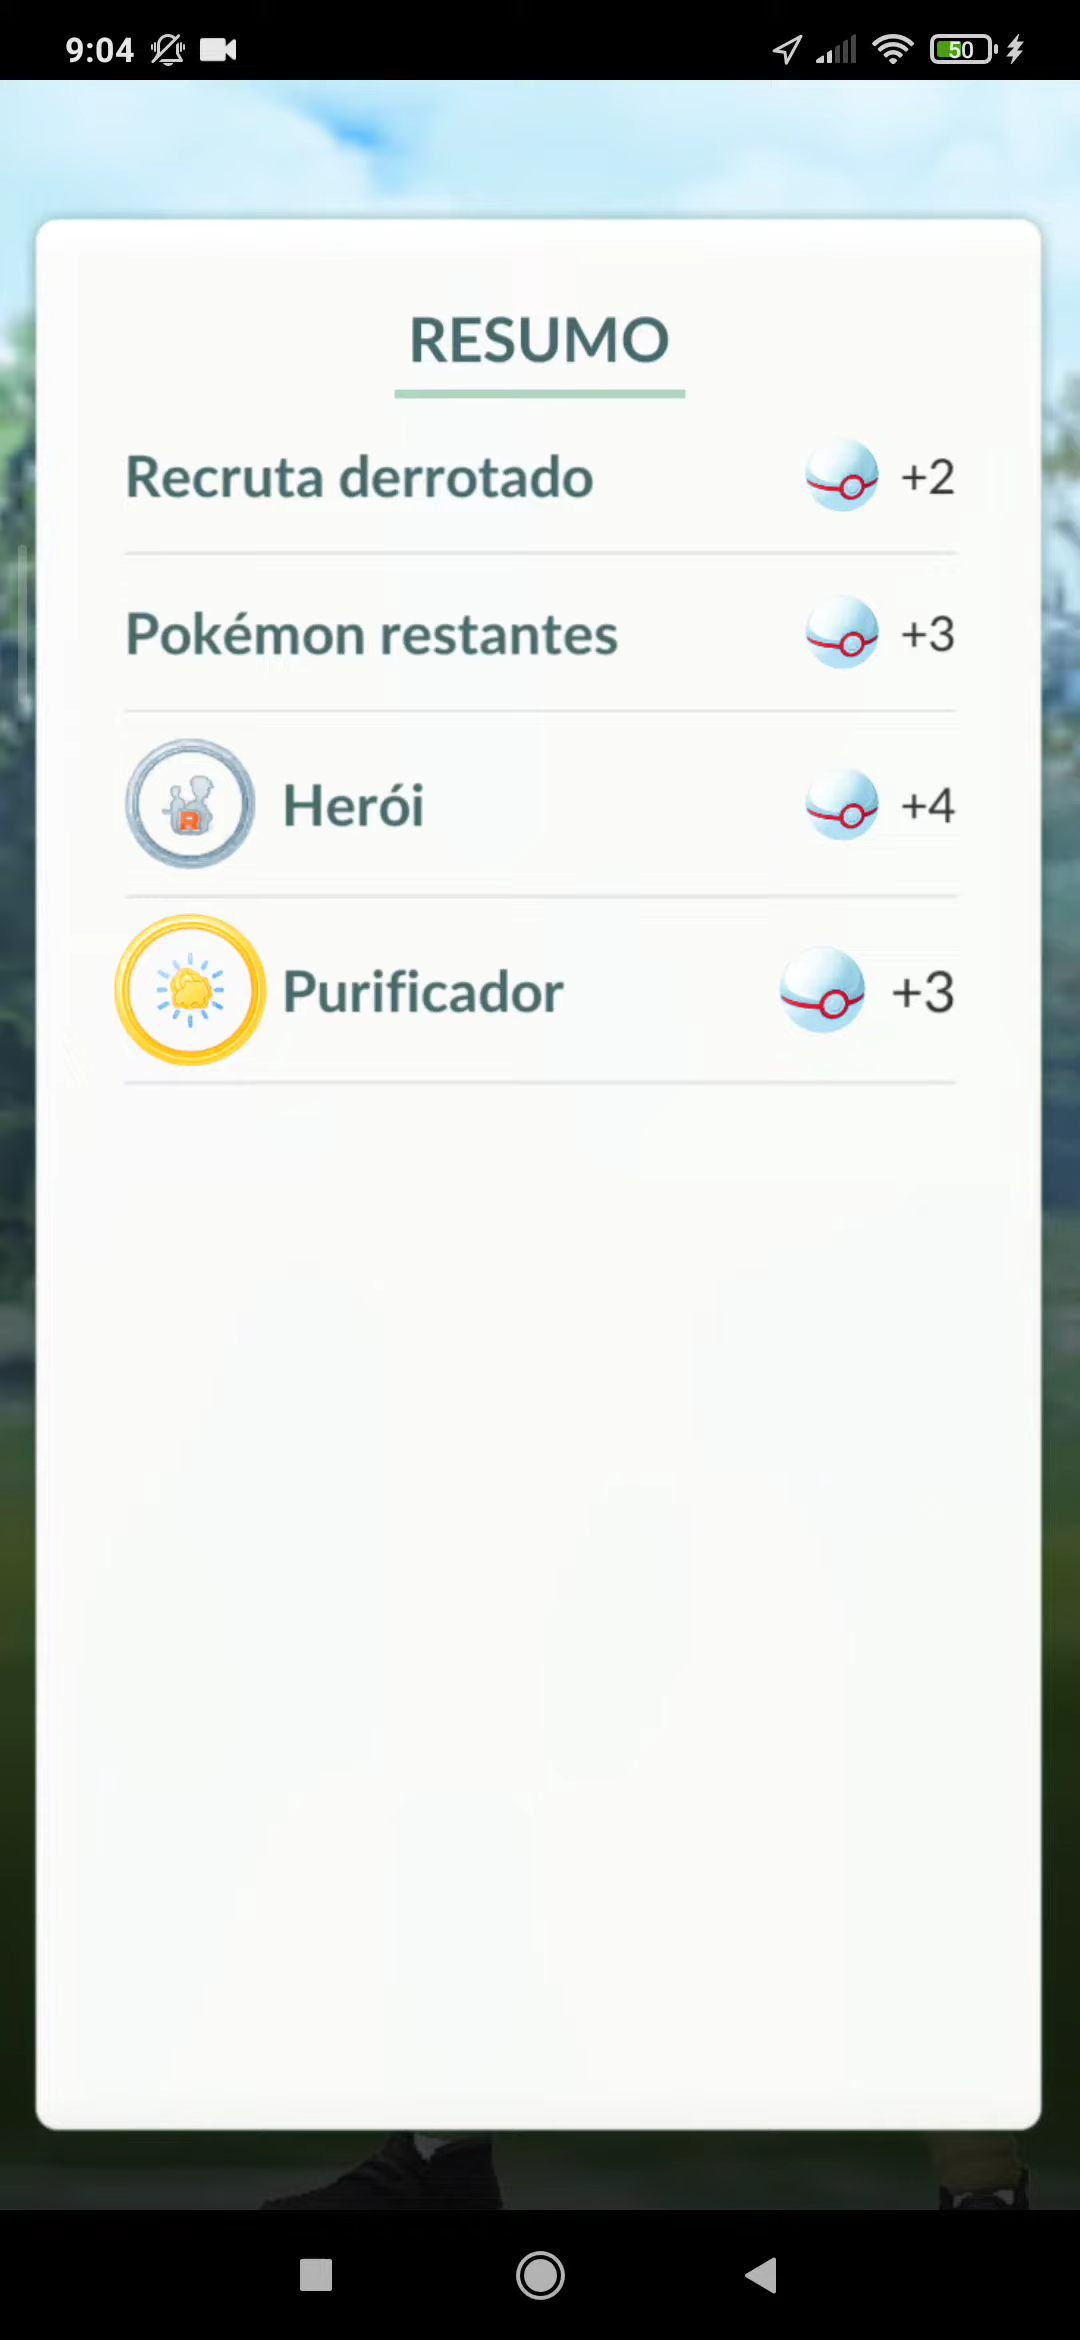 9:04
50
RESUMO
Recruta derrotado +2
Pokémon restantes +3
R
Herói +4
Purificador +3